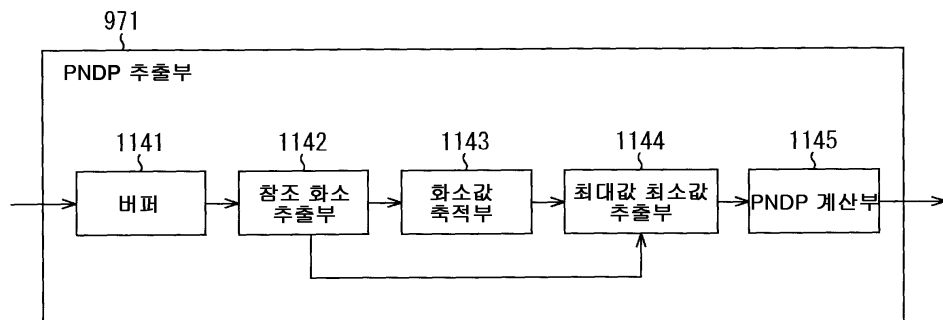 971
PNDP 추출부
1141
1142
1143
1144
1145
버퍼
참조 화소
추출부
화소값
축적부
최대값 최소값
추출부
PNDP 계산부